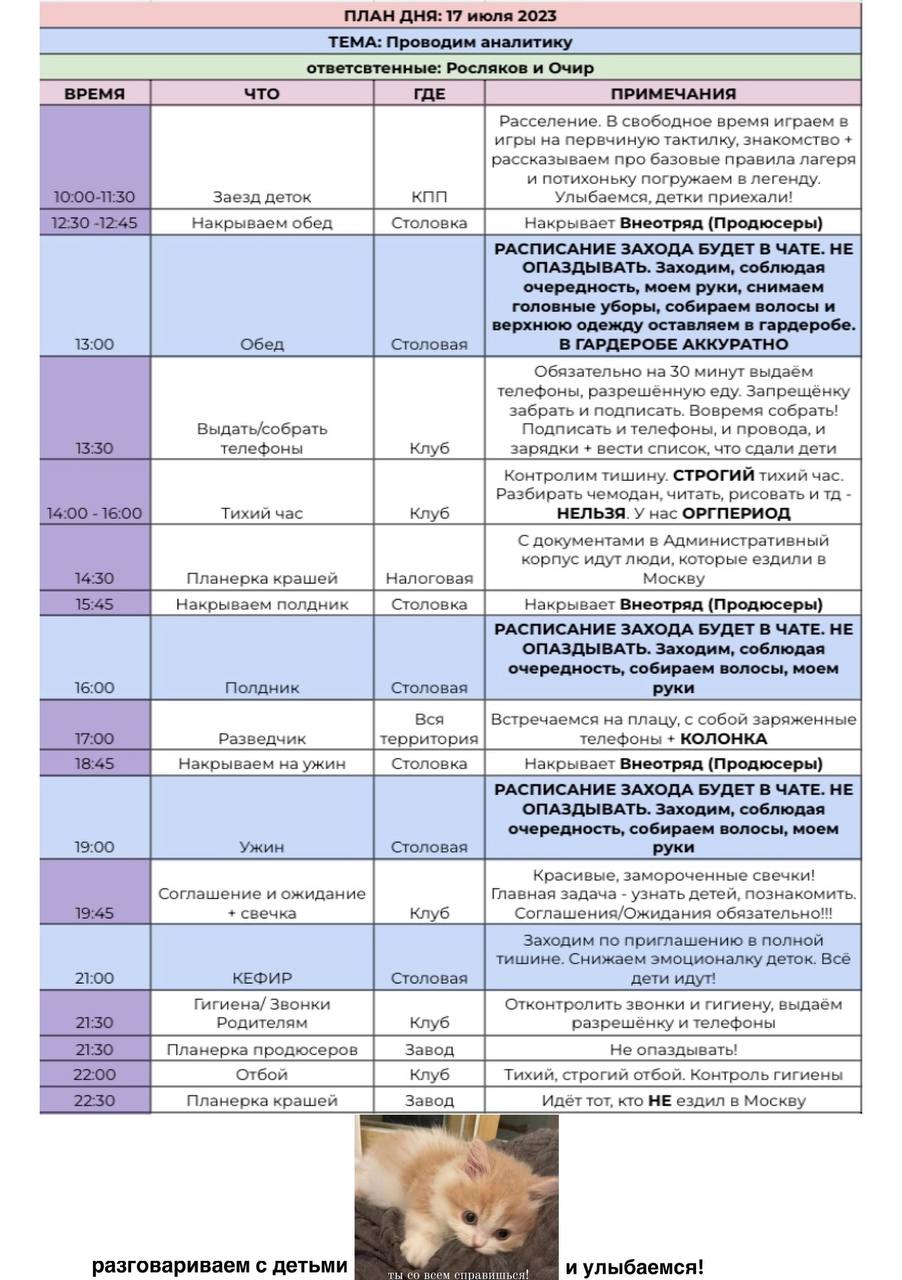 ПЛАН ДНЯ: 17 июля 2023
ТЕМА: Проводим аналитику
ответсвтенные: Росляков и Очир
ВРЕМЯ ЧТО ГДЕ ПРИМЕЧАНИЯ
Расселение. В свободное время играем в
игры на первчиную тактилку, знакомство +
рассказываем про базовые правила лагеря
и потихоньку погружаем в легенду.
10:00-11:30 Заезд деток КПП Улыбаемся, детки приехали!
12:30 -12:45 Накрываем обед Столовка Накрывает Внеотряд (Продюсеры)
РАСПИСАНИЕ ЗАХОДА БУДЕТ В ЧАТЕ. НЕ
ОПАЗДЫВАТЬ. Заходим, соблюдая
очередность, моем руки, снимаем
головные уборы, собираем волосы и
верхнюю одежду оставляем в гардеробе.
13:00 Обед Столовая В ГАРДЕРОБЕ АККУРАТНО
Обязательно на 30 минут выдаём
телефоны, разрешённую еду. Запрещёнку
забрать и подписать. Вовремя собрать!
Выдать/собрать Подписать и телефоны, и провода, и
13:30 телефоны Клуб зарядки + вести список, что сдали дети
Контролим тишину. СТРОГИЙ тихий час.
Разбирать чемодан, читать, рисовать и тд -
14:00 - 16:00 Тихий час Клуб НЕЛЬЗЯ. У нас ОРГПЕРИОД
С документами в Административный
корпус идут люди, которые ездили в
14:30 Планерка крашей Налоговая Москву
15:45 Накрываем полдник Столовка Накрывает Внеотряд (Продюсеры)
РАСПИСАНИЕ ЗАХОДА БУДЕТ В ЧАТЕ. НЕ
ОПАЗДЫВАТЬ. Заходим, соблюдая
очередность, собираем волосы, моем
16:00 Полдник Столовая руки
Вся Встречаемся на плацу, с собой заряженные
17:00 Разведчик территория телефоны + КОЛОНКА
18:45 Накрываем на ужин Столовка Накрывает Внеотряд (Продюсеры)
РАСПИСАНИЕ ЗАХОДА БУДЕТ В ЧАТЕ. НЕ
ОПАЗДЫВАТЬ. Заходим, соблюдая
очередность, собираем волосы, моем
19:00 Ужин Столовая руки
Красивые, замороченные свечки!
Соглашение и ожидание Главная задача - узнать детей, познакомить.
19:45 + свечка Клуб Соглашения/Ожидания обязательно!!!
Заходим по приглашению в полной
тишине. Снижаем эмоционалку деток. Всё
21:00 КЕФИР Столовая дети идут!
Гигиена/ Звонки Отконтролить звонки и гигиену, выдаём
21:30 Родителям Клуб разрешёнку и телефоны
21:30 Планерка продюсеров Завод Не опаздывать!
22:00 Отбой Клуб Тихий, строгий отбой. Контроль гигиены
22:30 Планерка крашей Завод Идёт тот, кто НЕ ездил в Москву
разговариваем с детьми и улыбаемся!
ты со всем справишься!